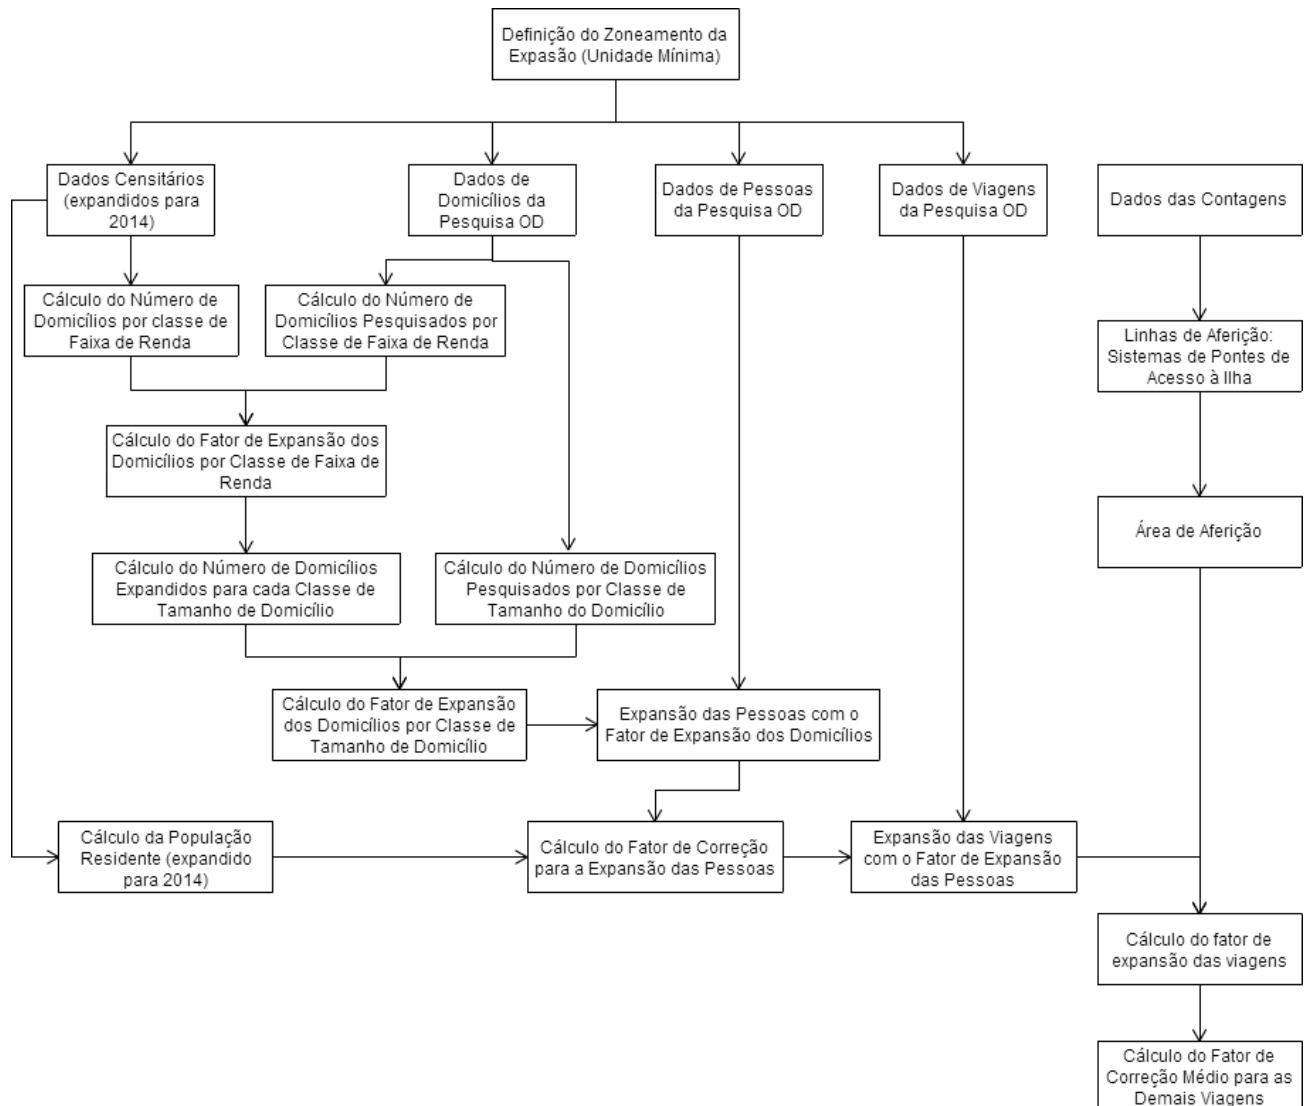 Definição do Zoneamento da
Expasão (Unidade Mínima)
Dados Censitários
(expandidos para
2014)
Dados de
Domicílios da
Pesquisa OD
Dados de Pessoas
da Pesquisa OD
Dados de Viagens
da Pesquisa OD
Dados das Contagens
Cálculo do Número de
Domicílios por classe de
Faixa de Renda
Cálculo do Número de
Domicílios Pesquisados por
Classe de Faixa de Renda
Linhas de Aferição:
Sistemas de Pontes de
Acesso à Ilha
Cálculo do Fator de Expansão dos
Domicílios por Classe de Faixa de
Renda
Área de Aferição
Cálculo do Número de Domicílios
Expandidos para cada Classe de
Tamanho de Domicílio
Cálculo do Número de Domicílios
Pesquisados por Classe de
Tamanho do Domicílio
Cálculo do Fator de Expansão
dos Domicílios por Classe de
Tamanho de Domicílio
Expansão das Pessoas com o
Fator de Expansão dos Domicílios
Cálculo da População
Residente (expandido
para 2014)
Cálculo do Fator de Correção
para a Expansão das Pessoas
Expansão das Viagens
com o Fator de Expansão
das Pessoas
Cálculo do fator de
expansão das viagens
Cálculo do Fator de
Correção Médio para as
Demais Viagens